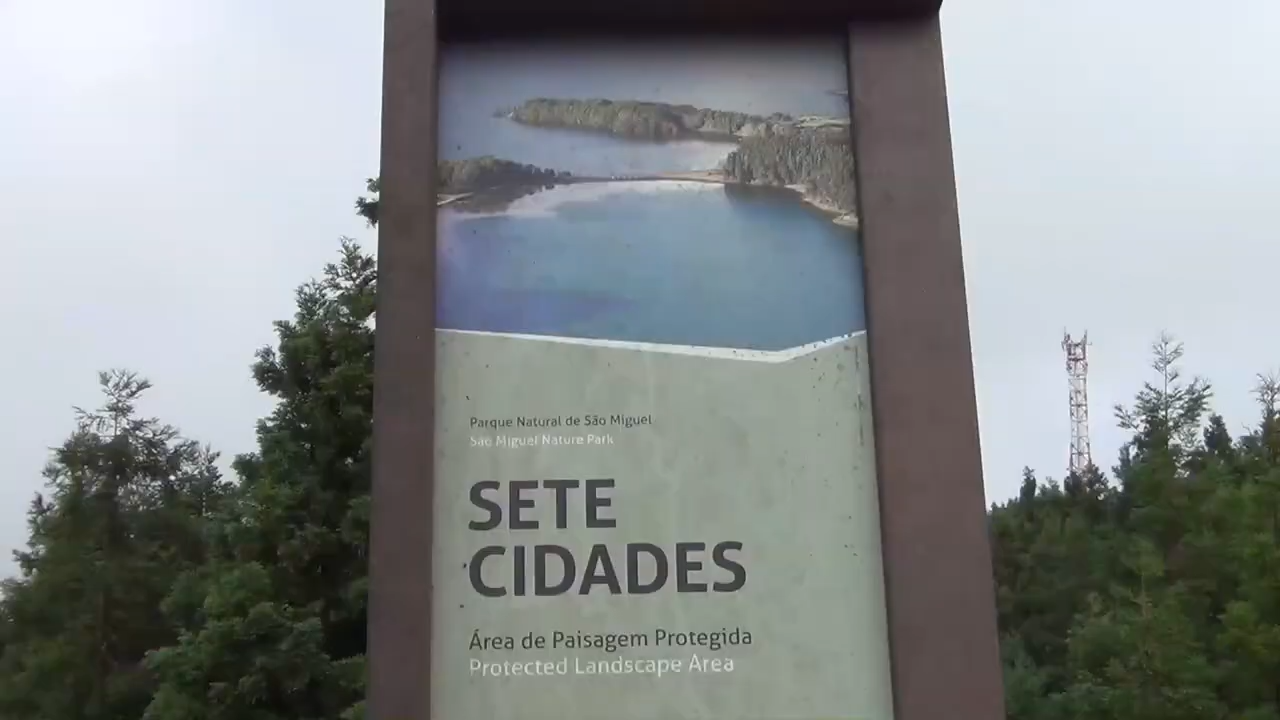 Parque Natural de São Miguel
São Miguel Nature Park
SETE
CIDADES
Área de Paisagem Protegida
Protected Landscape Area